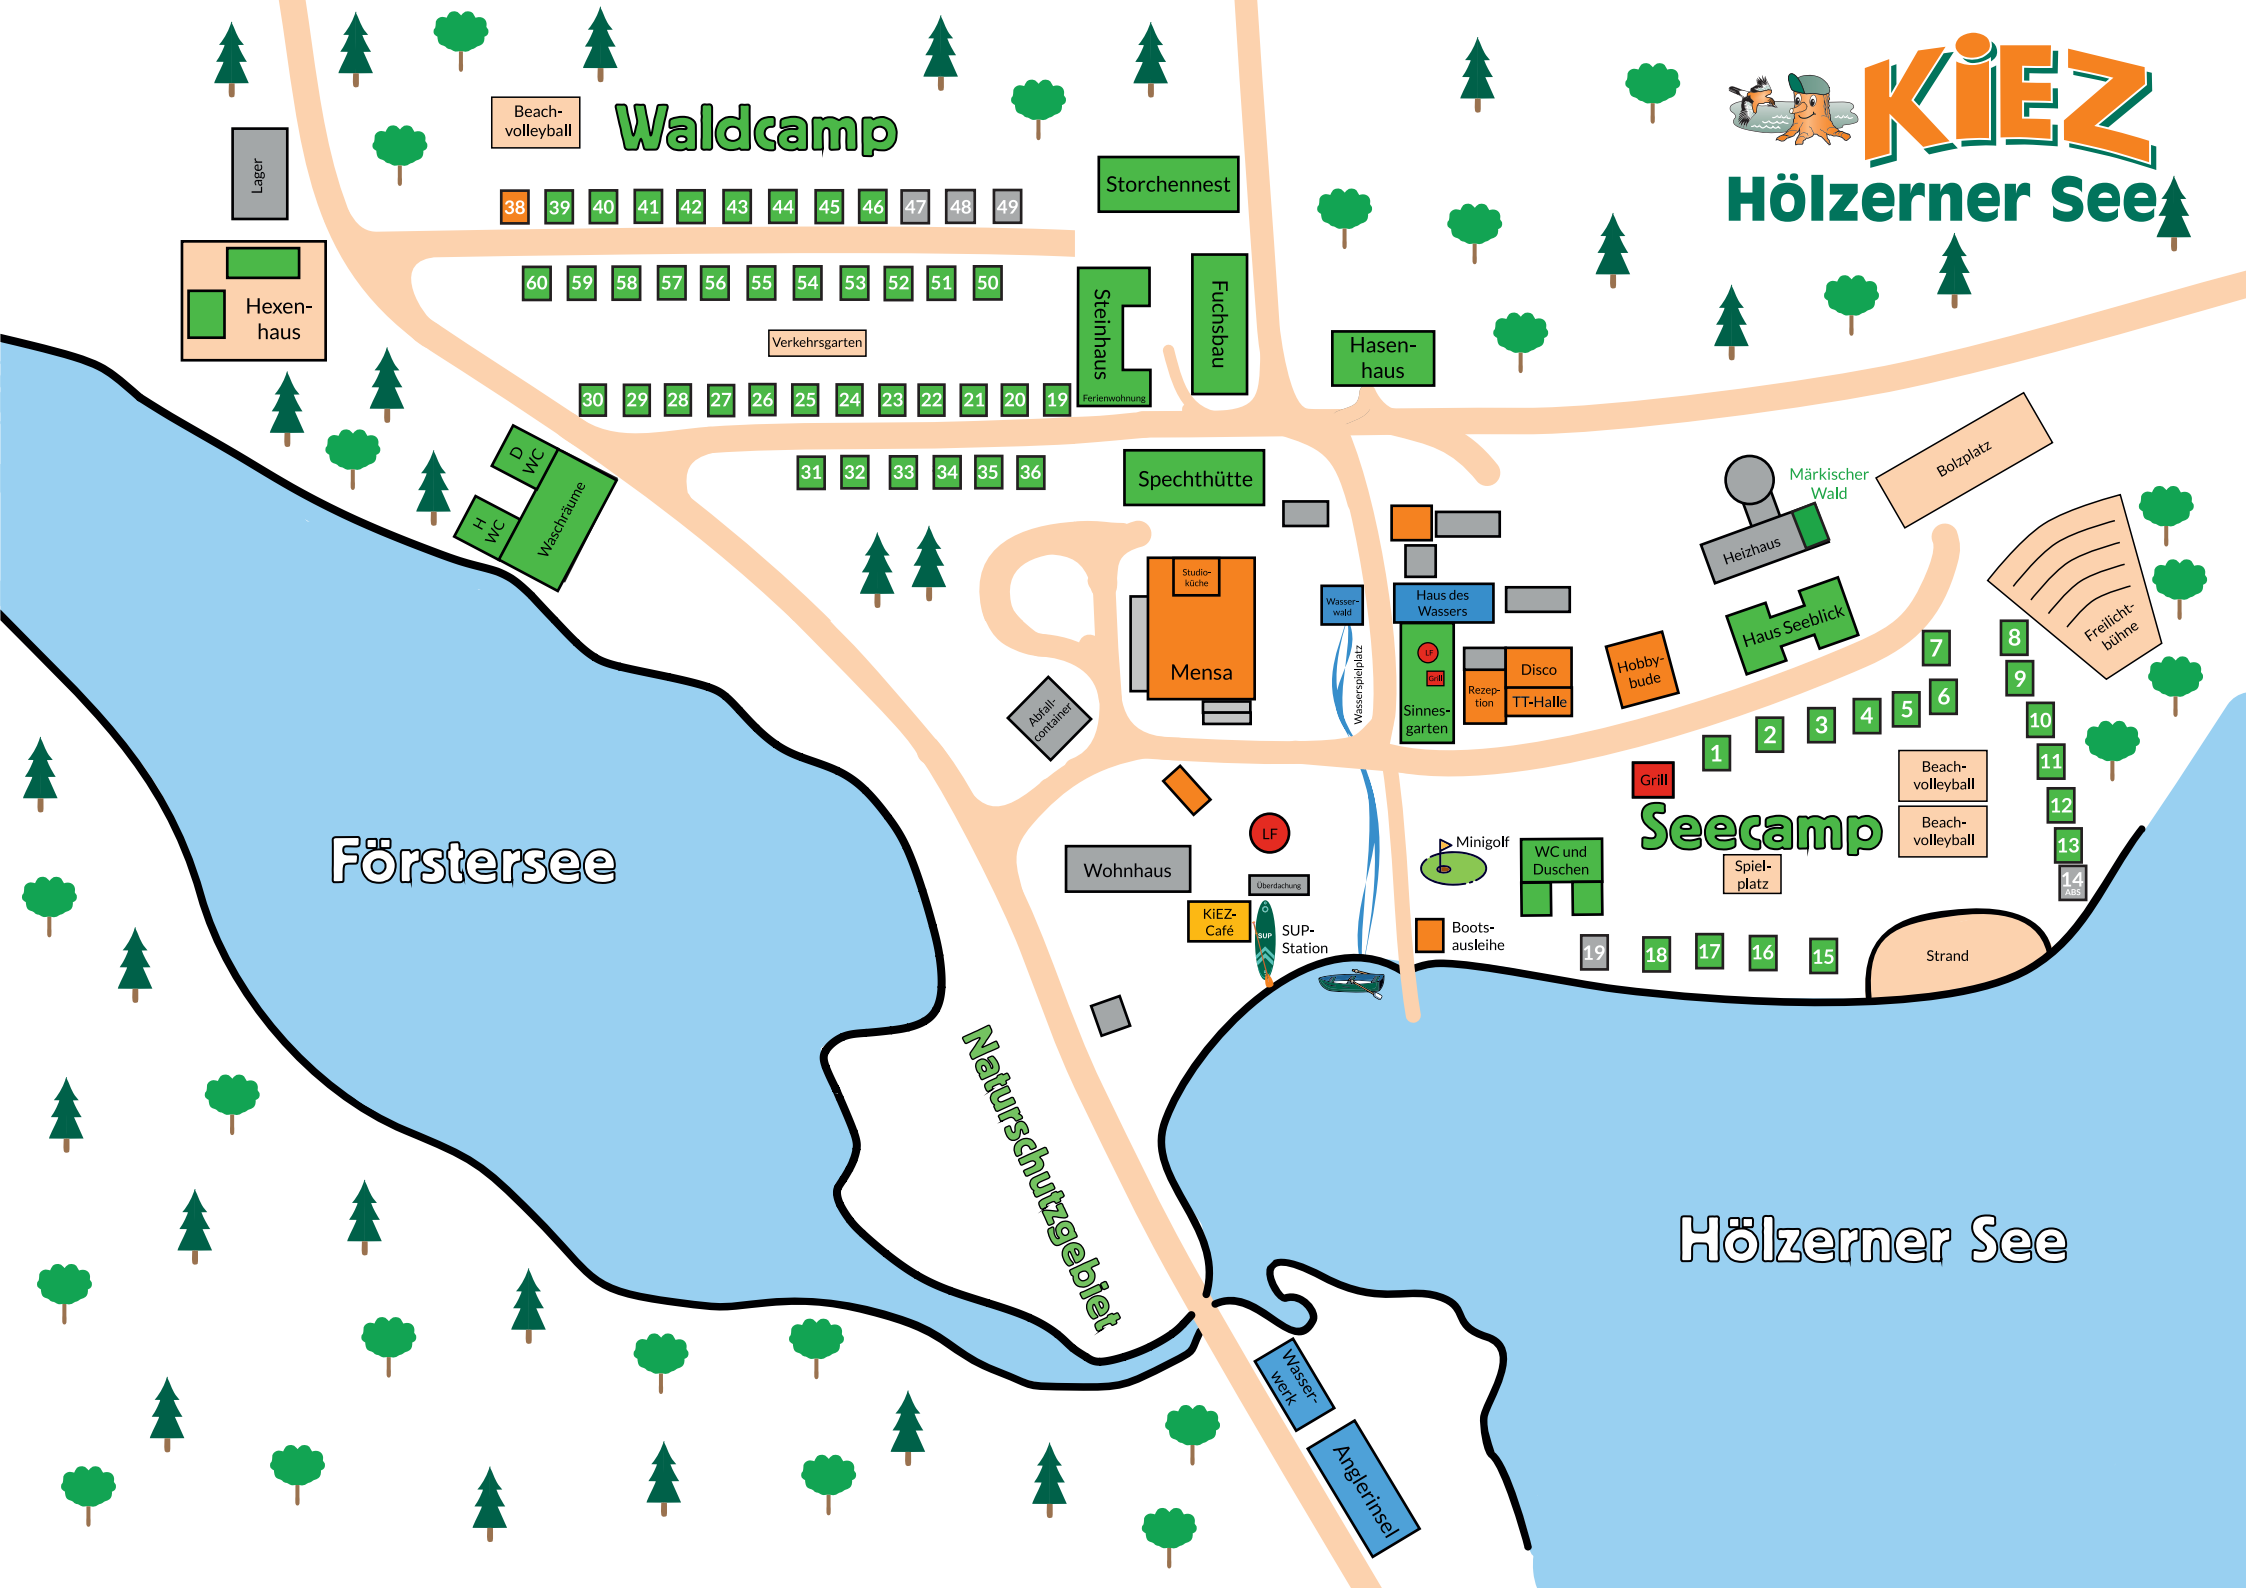 KiEZ
Hölzerner See
Beach-
volleyball
Waldcamp
Lager
Storchennest
38 39 40 41 42 43 44 45 46 47 48 49
Hexen-
haus
60 59 58 57 56 55 54 53 52 51 50
Steinhaus
Ferienwohnung
Fuchsbau
Hasen-
haus
Verkehrsgarten
30 29 28 27 26 25 24 23 22 21 20 19
D
WC
H
WC
Waschräume
31 32 33 34 35 36
Spechthütte
Bolzplatz
Märkischer
Wald
Heizhaus
Freilicht-
bühne
Studio-
küche
Mensa
Wasser-
wald
Haus des
Wassers
Wasserspielplatz
LF
Grill
Sinnes-
garten
Rezep-
tion
Disco
TT-Halle
Hobby-
bude
Haus Seeblick
Abfall-
container
1 2 3 4 5 6 7
8
9
10
11
12
13
14
ABS
Grill
Seecamp
Beach-
volleyball
Beach-
volleyball
Spiel-
platz
Förstersee
Wohnhaus
LF
Überdachung
KiEZ-
Café
SUP
SUP-
Station
Minigolf
WC und
Duschen
Boots-
ausleihe
19 18 17 16 15
Strand
Naturschutzgebiet
Hölzerner See
Wasser-
werk
Anglerinsel